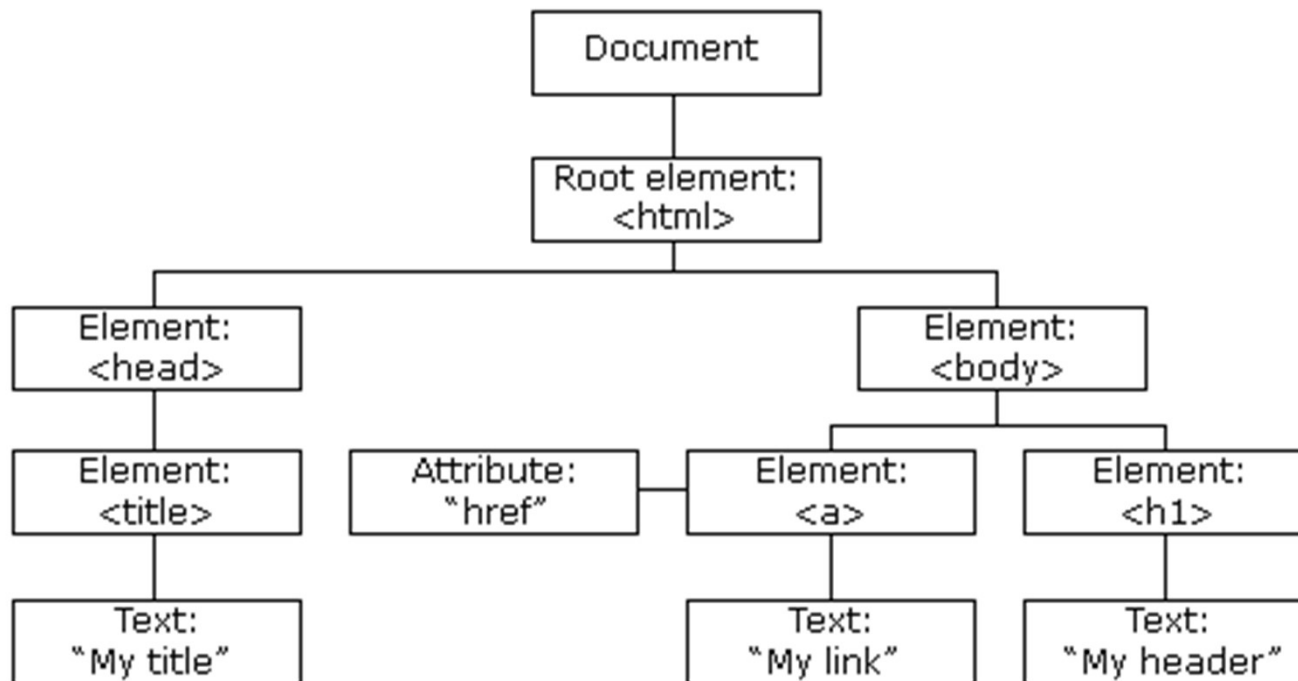 Document
Root element:
<html>
Element:
<head>
Element:
<body>
Element:
<title>
Attribute:
“href”
Element:
<a>
Element:
<h1>
Text:
“My title”
Text:
“My link”
Text:
“My header”